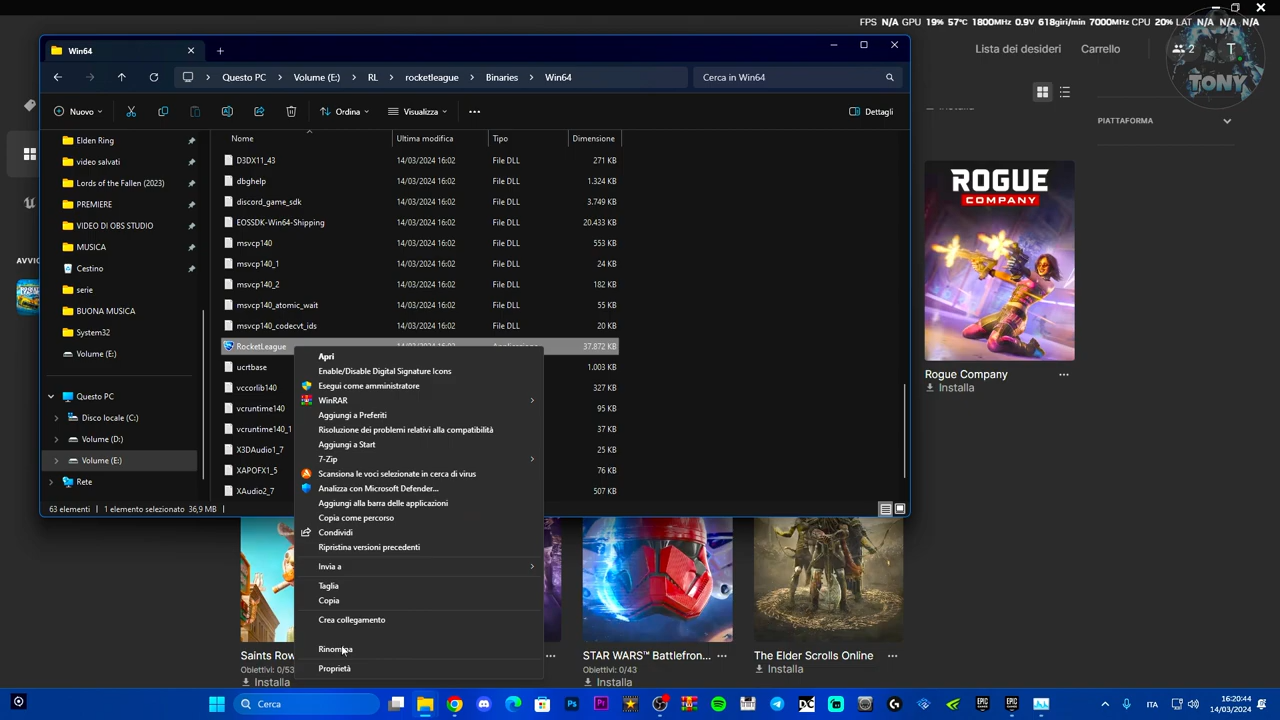 FPS N/A GPU 19% 57°C 1800MHz 0.9V 618giri/min 7000MHz CPU 20% LAT N/A N/A N/A
Win64
Lista dei desideri
Carrello
2
T
TONY
Questo PC
Volume (E:)
RL
rocketleague
Binaries
Win64
Cerca in Win64
Nuovo
Ordina
Visualizza
Dettagli
PIATTAFORMA
Nome
Ultima modifica
Tipo
Dimensione
Elden Ring
video salvati
Lords of the Fallen (2023)
PREMIERE
VIDEO DI OBS STUDIO
MUSICA
Cestino
serie
BUONA MUSICA
System32
Volume (E:)
Questo PC
Disco locale (C:)
Volume (D:)
Volume (E:)
Rete
D3DX11_43 14/03/2024 16:02 File DLL 271 KB
dbghelp 14/03/2024 16:02 File DLL 1.324 KB
discord_game_sdk 14/03/2024 16:02 File DLL 3.749 KB
EOSSDK-Win64-Shipping 14/03/2024 16:02 File DLL 20.433 KB
msvcp140 14/03/2024 16:02 File DLL 553 KB
msvcp140_1 14/03/2024 16:02 File DLL 24 KB
msvcp140_2 14/03/2024 16:02 File DLL 182 KB
msvcp140_atomic_wait 14/03/2024 16:02 File DLL 55 KB
msvcp140_codecvt_ids 14/03/2024 16:02 File DLL 20 KB
RocketLeague 37.872 KB
ucrtbase 1.003 KB
vccorlib140 327 KB
vcruntime140 95 KB
vcruntime140_1 37 KB
X3DAudio1_7 25 KB
XAPOFX1_5 76 KB
XAudio2_7 507 KB
Apri
Enable/Disable Digital Signature Icons
Esegui come amministratore
WinRAR
Aggiungi a Preferiti
Risoluzione dei problemi relativi alla compatibilità
Aggiungi a Start
7-Zip
Scansiona le voci selezionate in cerca di virus
Analizza con Microsoft Defender...
Aggiungi alla barra delle applicazioni
Copia come percorso
Condividi
Ripristina versioni precedenti
Invia a
Taglia
Copia
Crea collegamento
Rinomina
Proprietà
63 elementi
1 elemento selezionato 36,9 MB
ROGUE
COMPANY
Rogue Company
Installa
Saints Row
Obiettivi: 0/53
Installa
STAR WARS™ Battlefron...
Obiettivi: 0/43
Installa
The Elder Scrolls Online
Installa
Cerca
ITA
16:20:44
14/03/2024